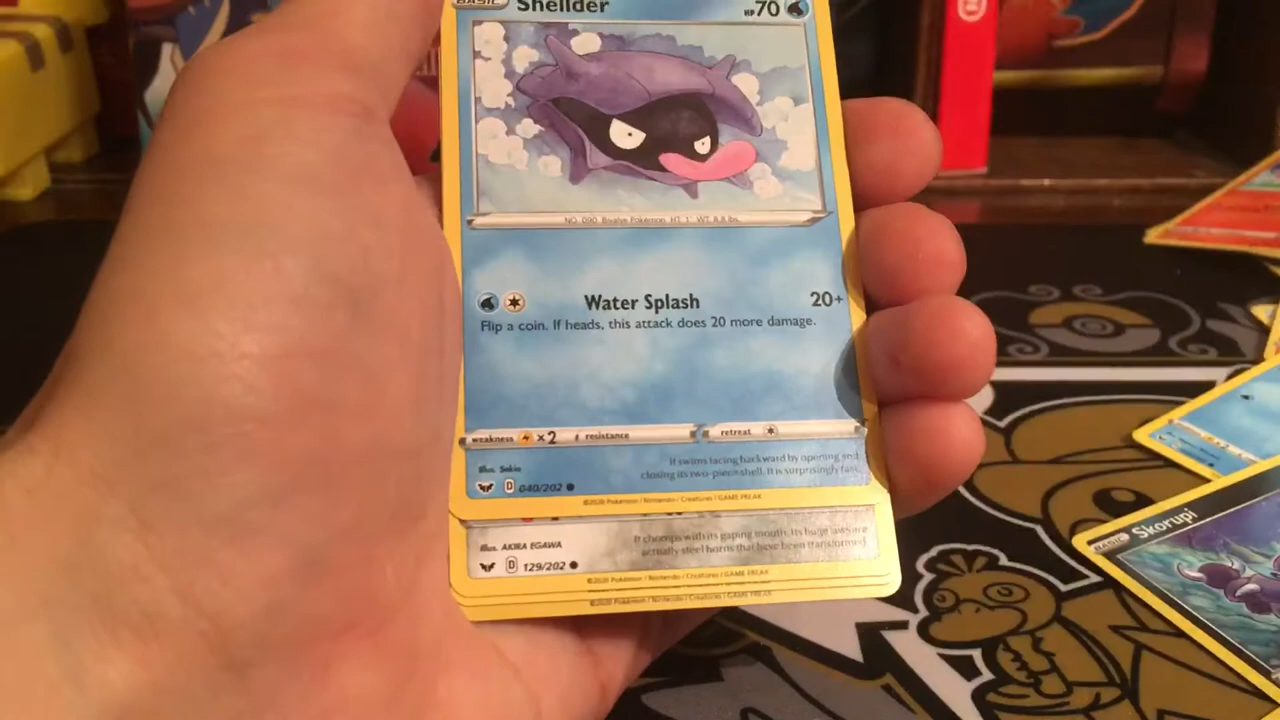 BASIC Shellder HP 70
NO. 090 Bivalve Pokémon HT: 1' WT: 8.8 lbs.
Water Splash 20+
Flip a coin. If heads, this attack does 20 more damage.
weakness ×2 resistance retreat
It swims facing backward by opening and
closing its two-piece shell. It is surprisingly fast.
Illus. Sekio
D 040/202
©2020 Pokémon / Nintendo / Creatures / GAME FREAK
It chomps with its gaping mouth. Its huge jaws are
actually steel horns that have been transformed.
Illus. AKIRA EGAWA
D 129/202
©2020 Pokémon / Nintendo / Creatures / GAME FREAK
©2020 Pokémon / Nintendo / Creatures / GAME FREAK
BASIC Skorupi